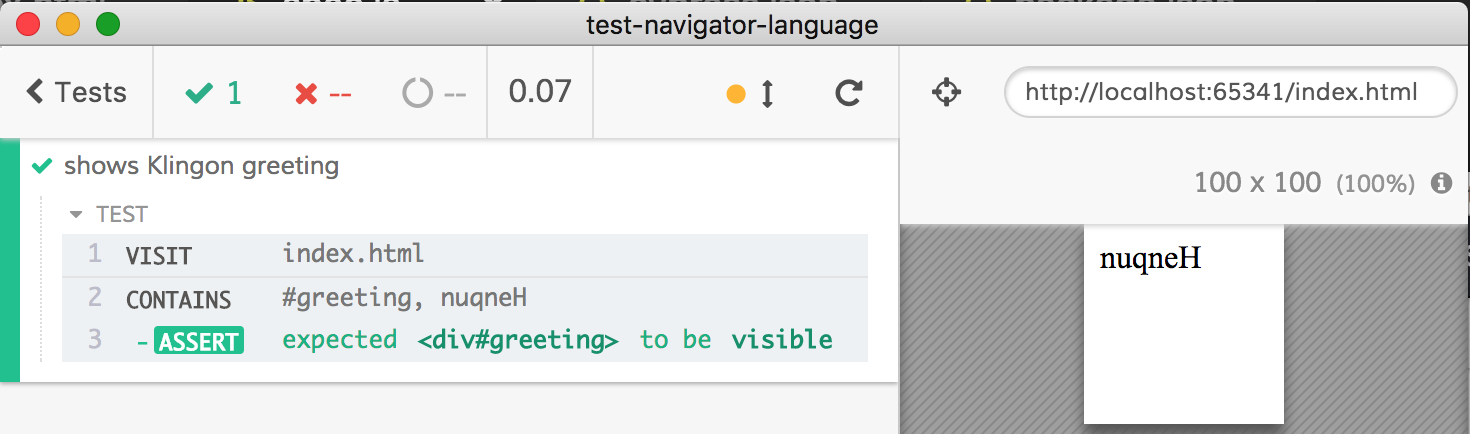 test-navigator-language
Tests 1 -- -- 0.07
http://localhost:65341/index.html
100 x 100 (100%)
shows Klingon greeting
TEST
1 VISIT index.html
2 CONTAINS #greeting, nuqneH
3 -ASSERT expected <div#greeting> to be visible
nuqneH